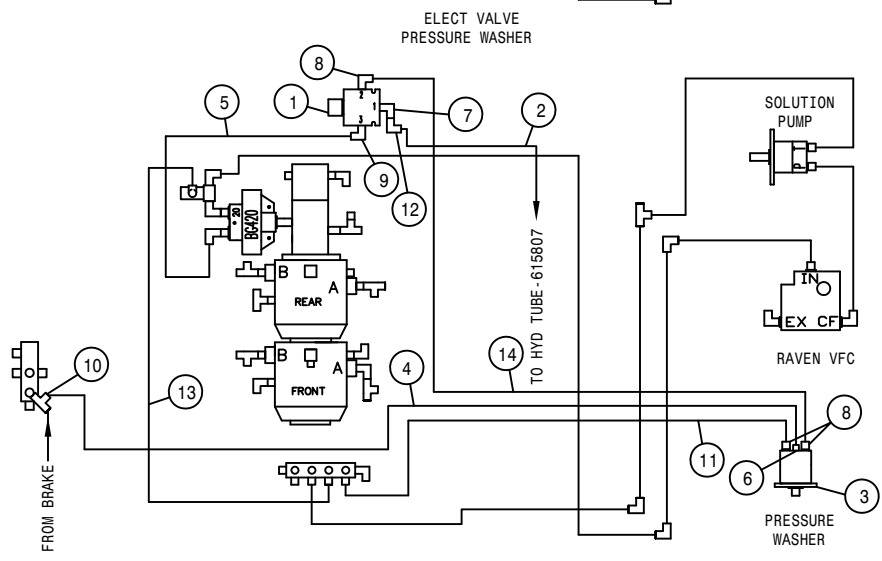 ELECT VALVE
PRESSURE WASHER
8
1
2
1
3
5
7
2
9
12
SOLUTION
PUMP
T
P
20
BG420
B
A
REAR
B
A
FRONT
TO HYD TUBE-615807
IN
EX CF
RAVEN VFC
10
13
4
14
8
11
6
3
FROM BRAKE
PRESSURE
WASHER